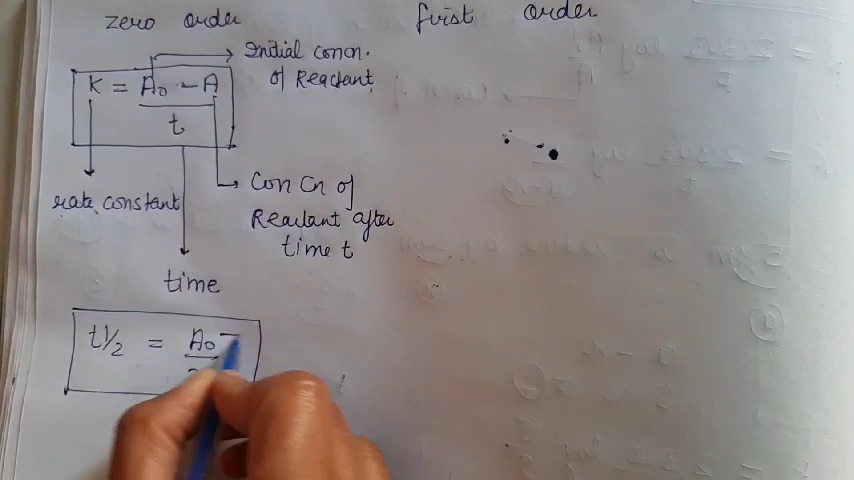 zero order
first order
Initial concn.
of Reactant
K = A₀ - A
t
rate constant
Con Cn of
Reactant after
time t
time
t1/2 = A₀